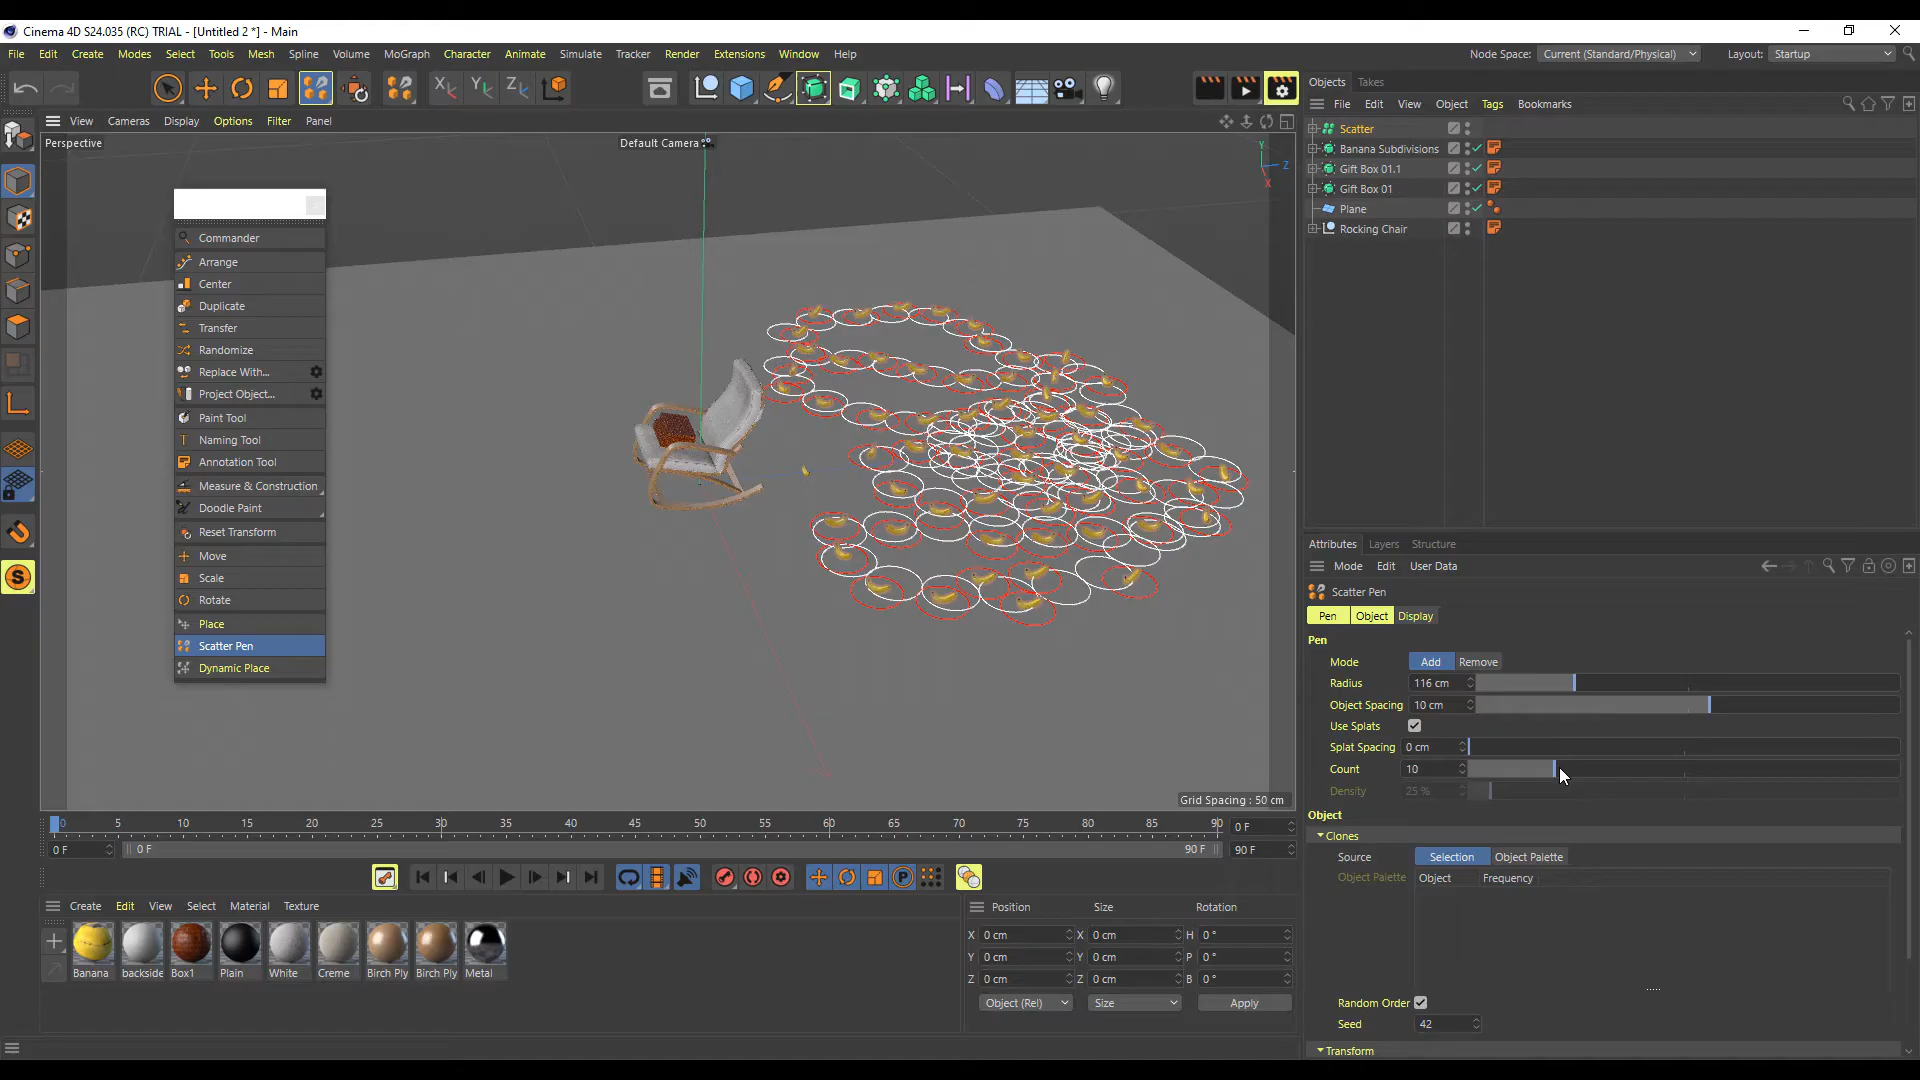 Cinema 4D S24.035 (RC) TRIAL - [Untitled 2 *] - Main
File Edit Create Modes Select Tools Mesh Spline Volume MoGraph Character Animate Simulate Tracker Render Extensions Window Help
Node Space: Current (Standard/Physical) Layout: Startup
Objects Takes
File Edit View Object Tags Bookmarks
Scatter
Banana Subdivisions
Gift Box 01.1
Gift Box 01
Plane
Rocking Chair
View Cameras Display Options Filter Panel
Perspective
Default Camera
Y
Z
X
Commander
Arrange
Center
Duplicate
Transfer
Randomize
Replace With...
Project Object...
Paint Tool
Naming Tool
Annotation Tool
Measure & Construction
Doodle Paint
Reset Transform
Move
Scale
Rotate
Place
Scatter Pen
Dynamic Place
Grid Spacing : 50 cm
Attributes Layers Structure
Mode Edit User Data
Scatter Pen
Pen Object Display
Pen
Mode Add Remove
Radius 116 cm
Object Spacing 10 cm
Use Splats
Splat Spacing 0 cm
Count 10
Density 25 %
Object
Clones
Source Selection Object Palette
Object Palette Object Frequency
Random Order
Seed 42
Transform
0 5 10 15 20 25 30 35 40 45 50 55 60 65 70 75 80 85 90 0 F
0 F 0 F 90 F 90 F
Create Edit View Select Material Texture
Banana backside Box1 Plain White Creme Birch Ply Birch Ply Metal
Position Size Rotation
X 0 cm X 0 cm H 0 °
Y 0 cm Y 0 cm P 0 °
Z 0 cm Z 0 cm B 0 °
Object (Rel) Size Apply